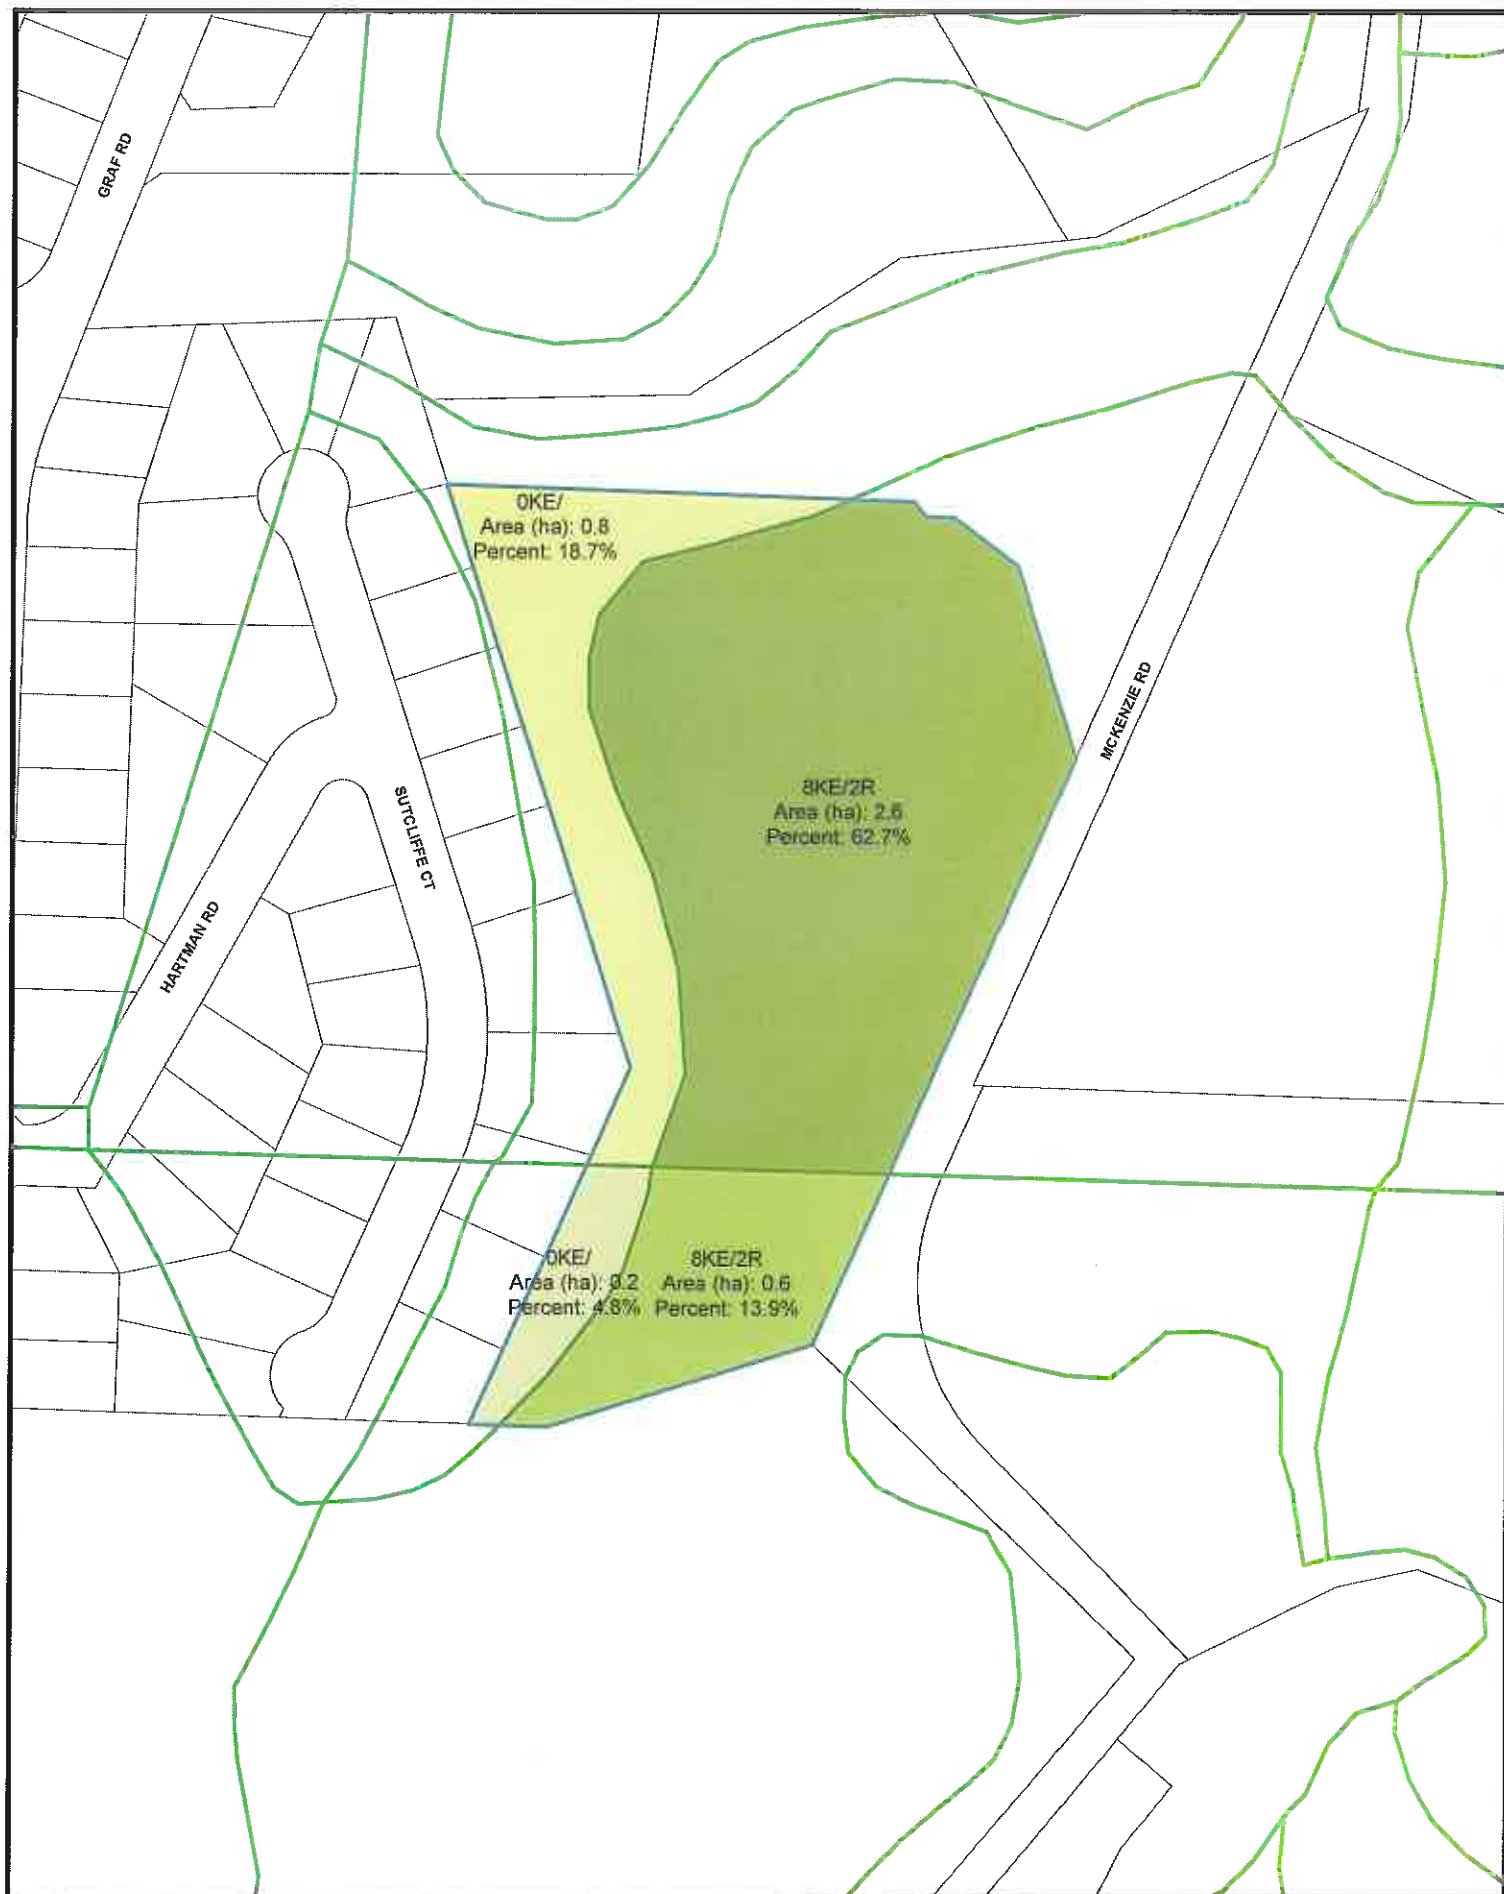 GRAF RD
0KE/
Area (ha): 0.8
Percent: 18.7%
8KE/2R
Area (ha): 2.6
Percent: 62.7%
MCKENZIE RD
SUTCLIFFE CT
HARTMAN RD
0KE/
Area (ha): 0.2
Percent: 4.8%
8KE/2R
Area (ha): 0.6
Percent: 13.9%